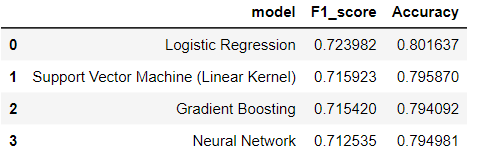 model F1_score Accuracy
0 Logistic Regression 0.723982 0.801637
1 Support Vector Machine (Linear Kernel) 0.715923 0.795870
2 Gradient Boosting 0.715420 0.794092
3 Neural Network 0.712535 0.794981